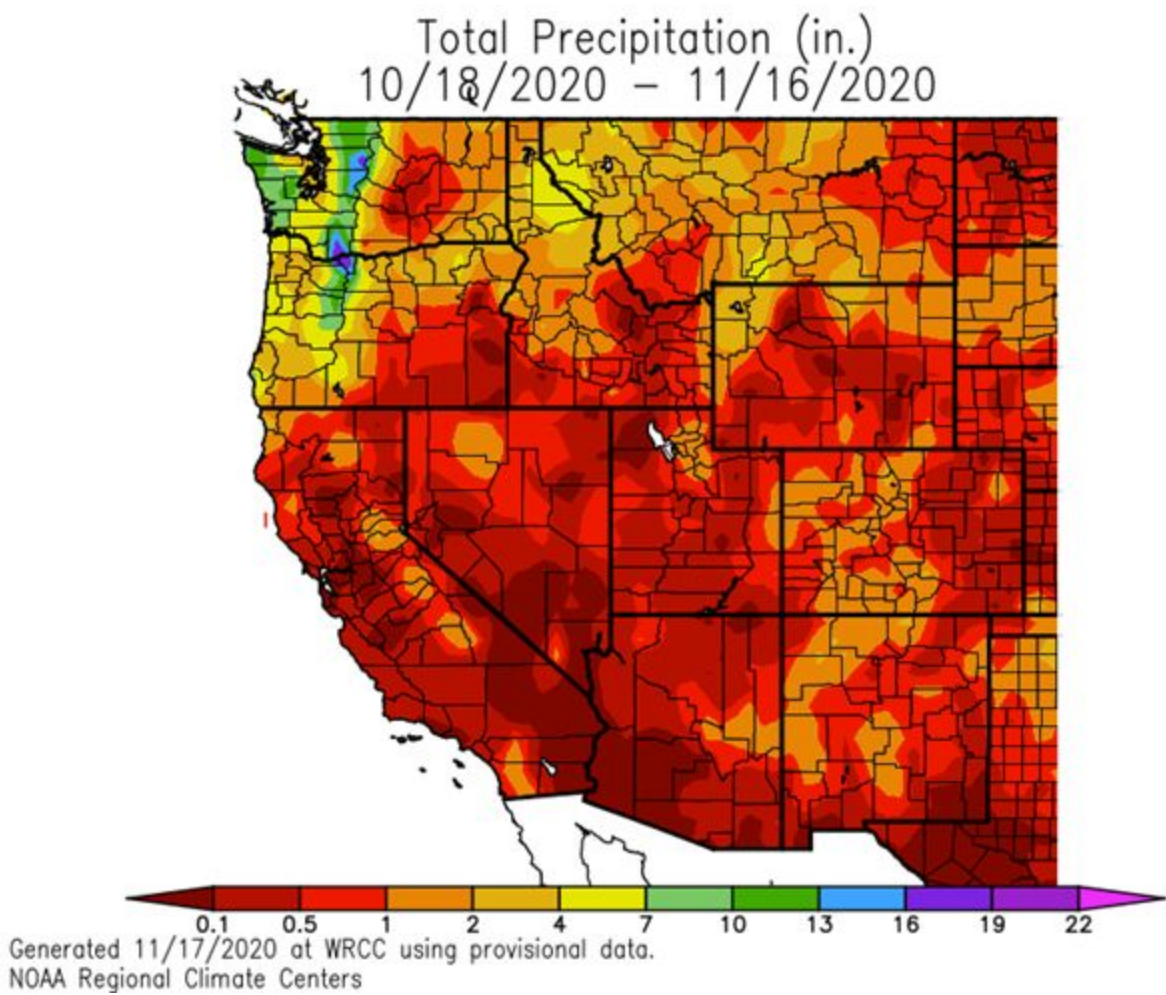 Total Precipitation (in.)
10/18/2020 – 11/16/2020
0.1 0.5 1 2 4 7 10 13 16 19 22
Generated 11/17/2020 at WRCC using provisional data.
NOAA Regional Climate Centers